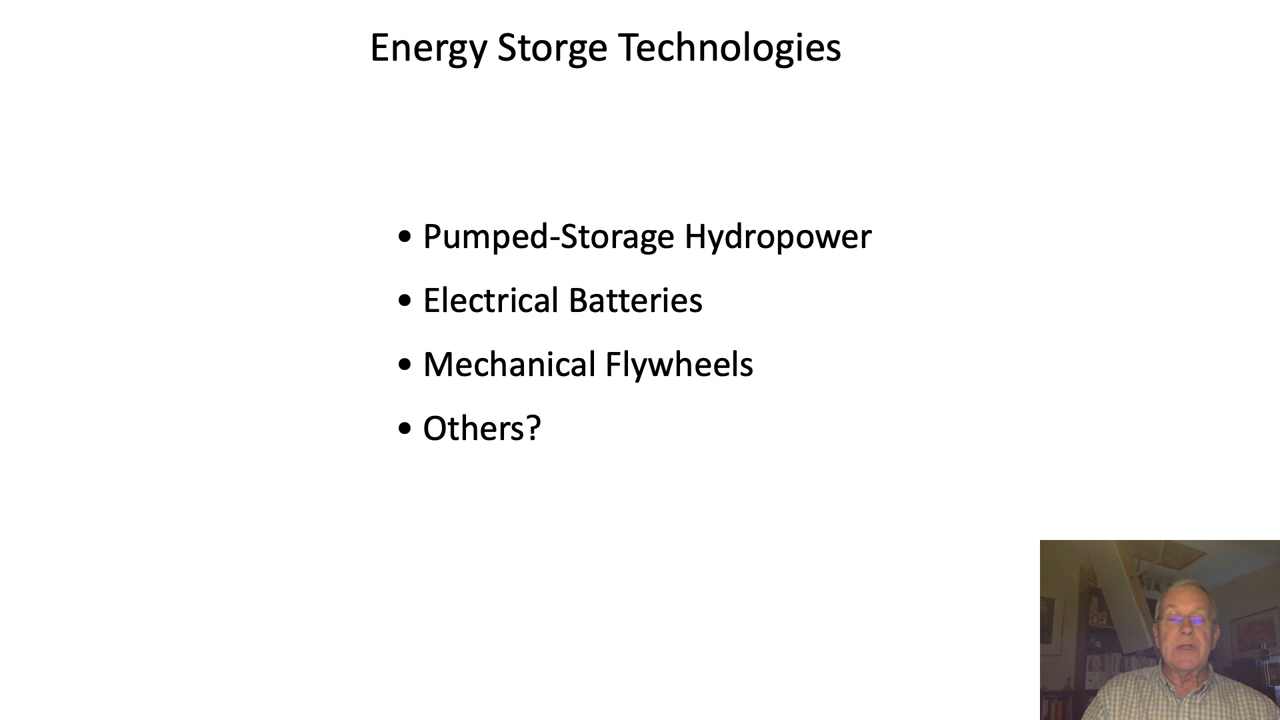 Energy Storge Technologies
• Pumped-Storage Hydropower
• Electrical Batteries
• Mechanical Flywheels
• Others?